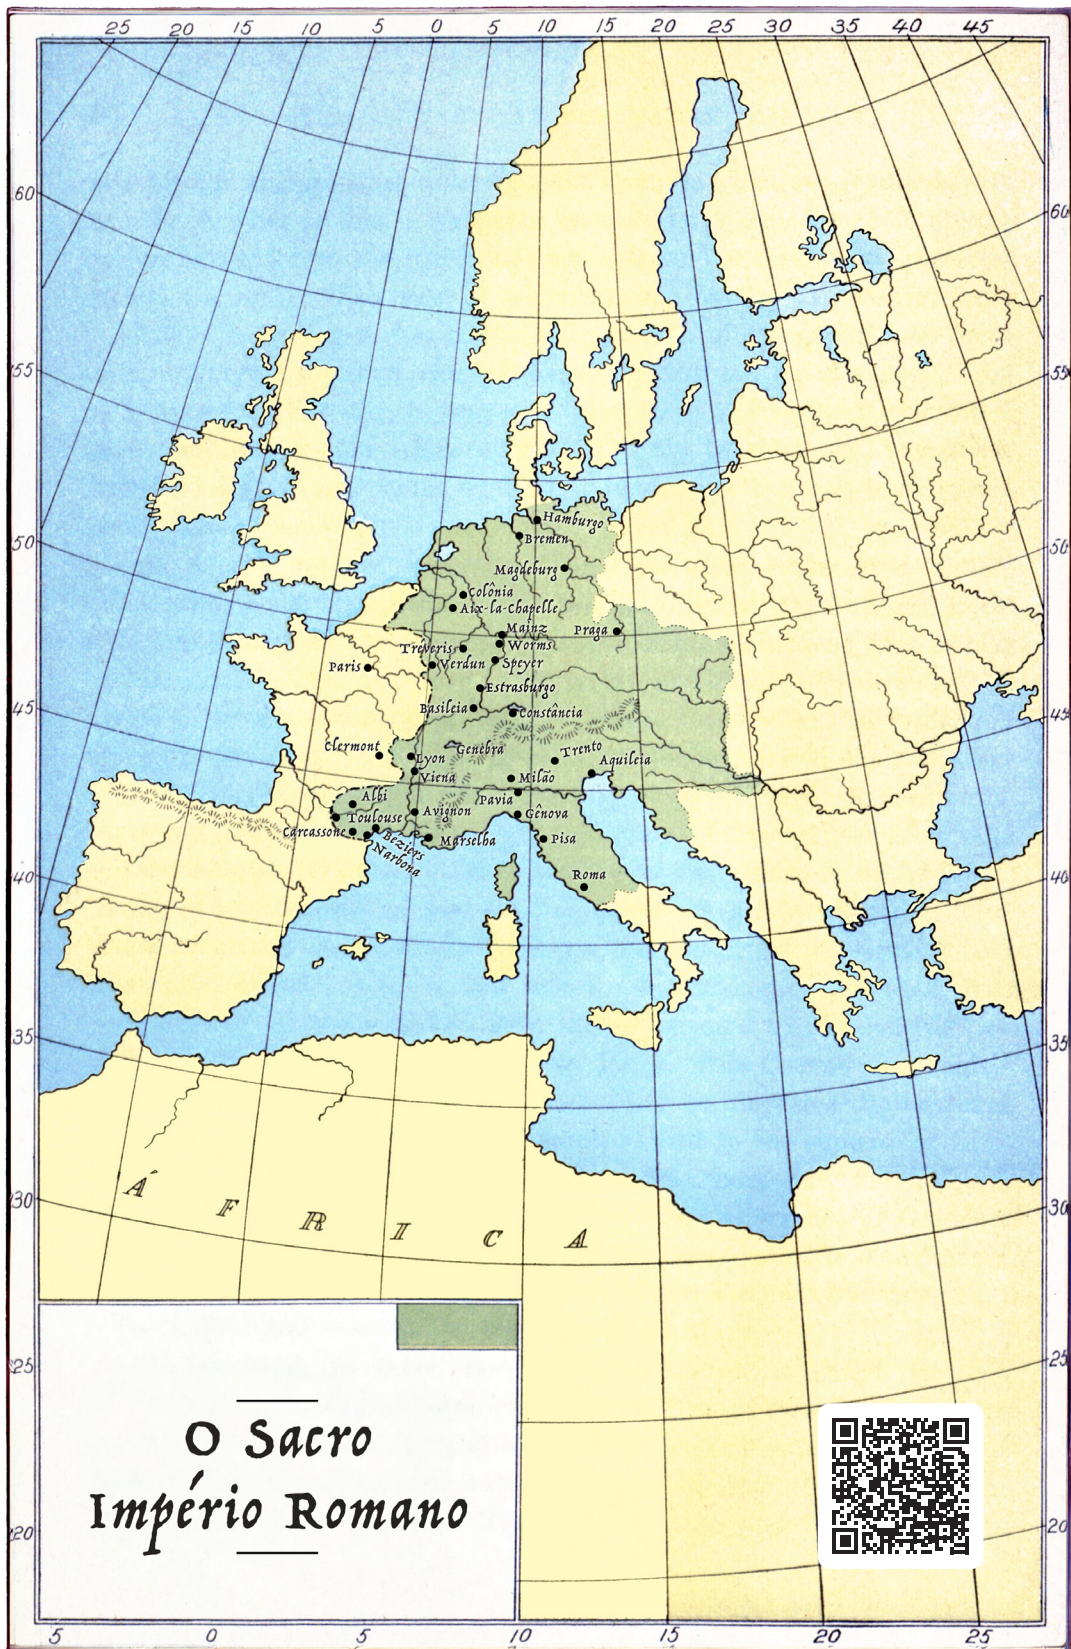 25 20 15 10 5 0 5 10 15 20 25 30 35 40 45
60 60
55 55
50 50
45 45
40 40
35 35
30 30
25 25
20 20
Hamburgo
Bremen
Magdeburg
Colônia
Aix-la-Chapelle
Mainz
Praga
Tréveris
Worms
Paris
Verdun
Speyer
Estrasburgo
Basileia
Constância
Clermont
Lyon
Genebra
Trento
Aquileia
Viena
Milão
Albi
Pavia
Toulouse
Avignon
Gênova
Carcassone
Beziers
Marselha
Pisa
Narbona
Roma
ÁFRICA
O Sacro
Império Romano
5 0 5 10 15 20 25